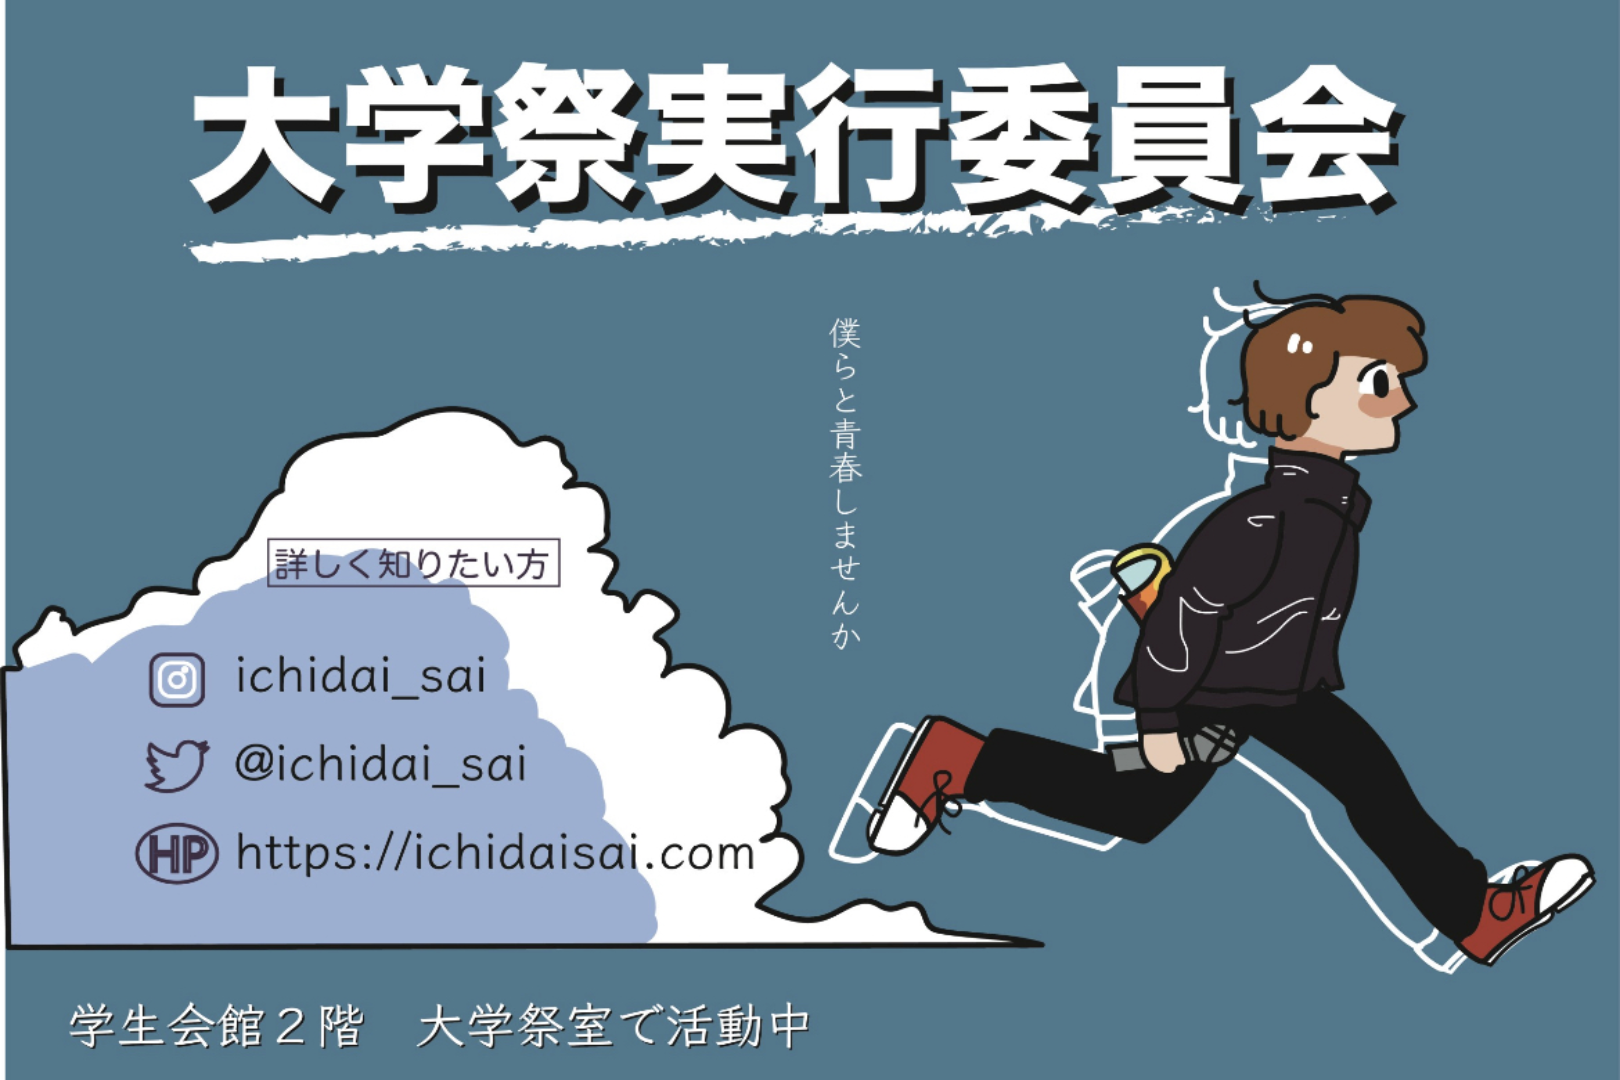 大学祭実行委員会
僕らと青春しませんか
詳しく知りたい方
ichidai_sai
@ichidai_sai
HP https://ichidaisai.com
学生会館２階　大学祭室で活動中